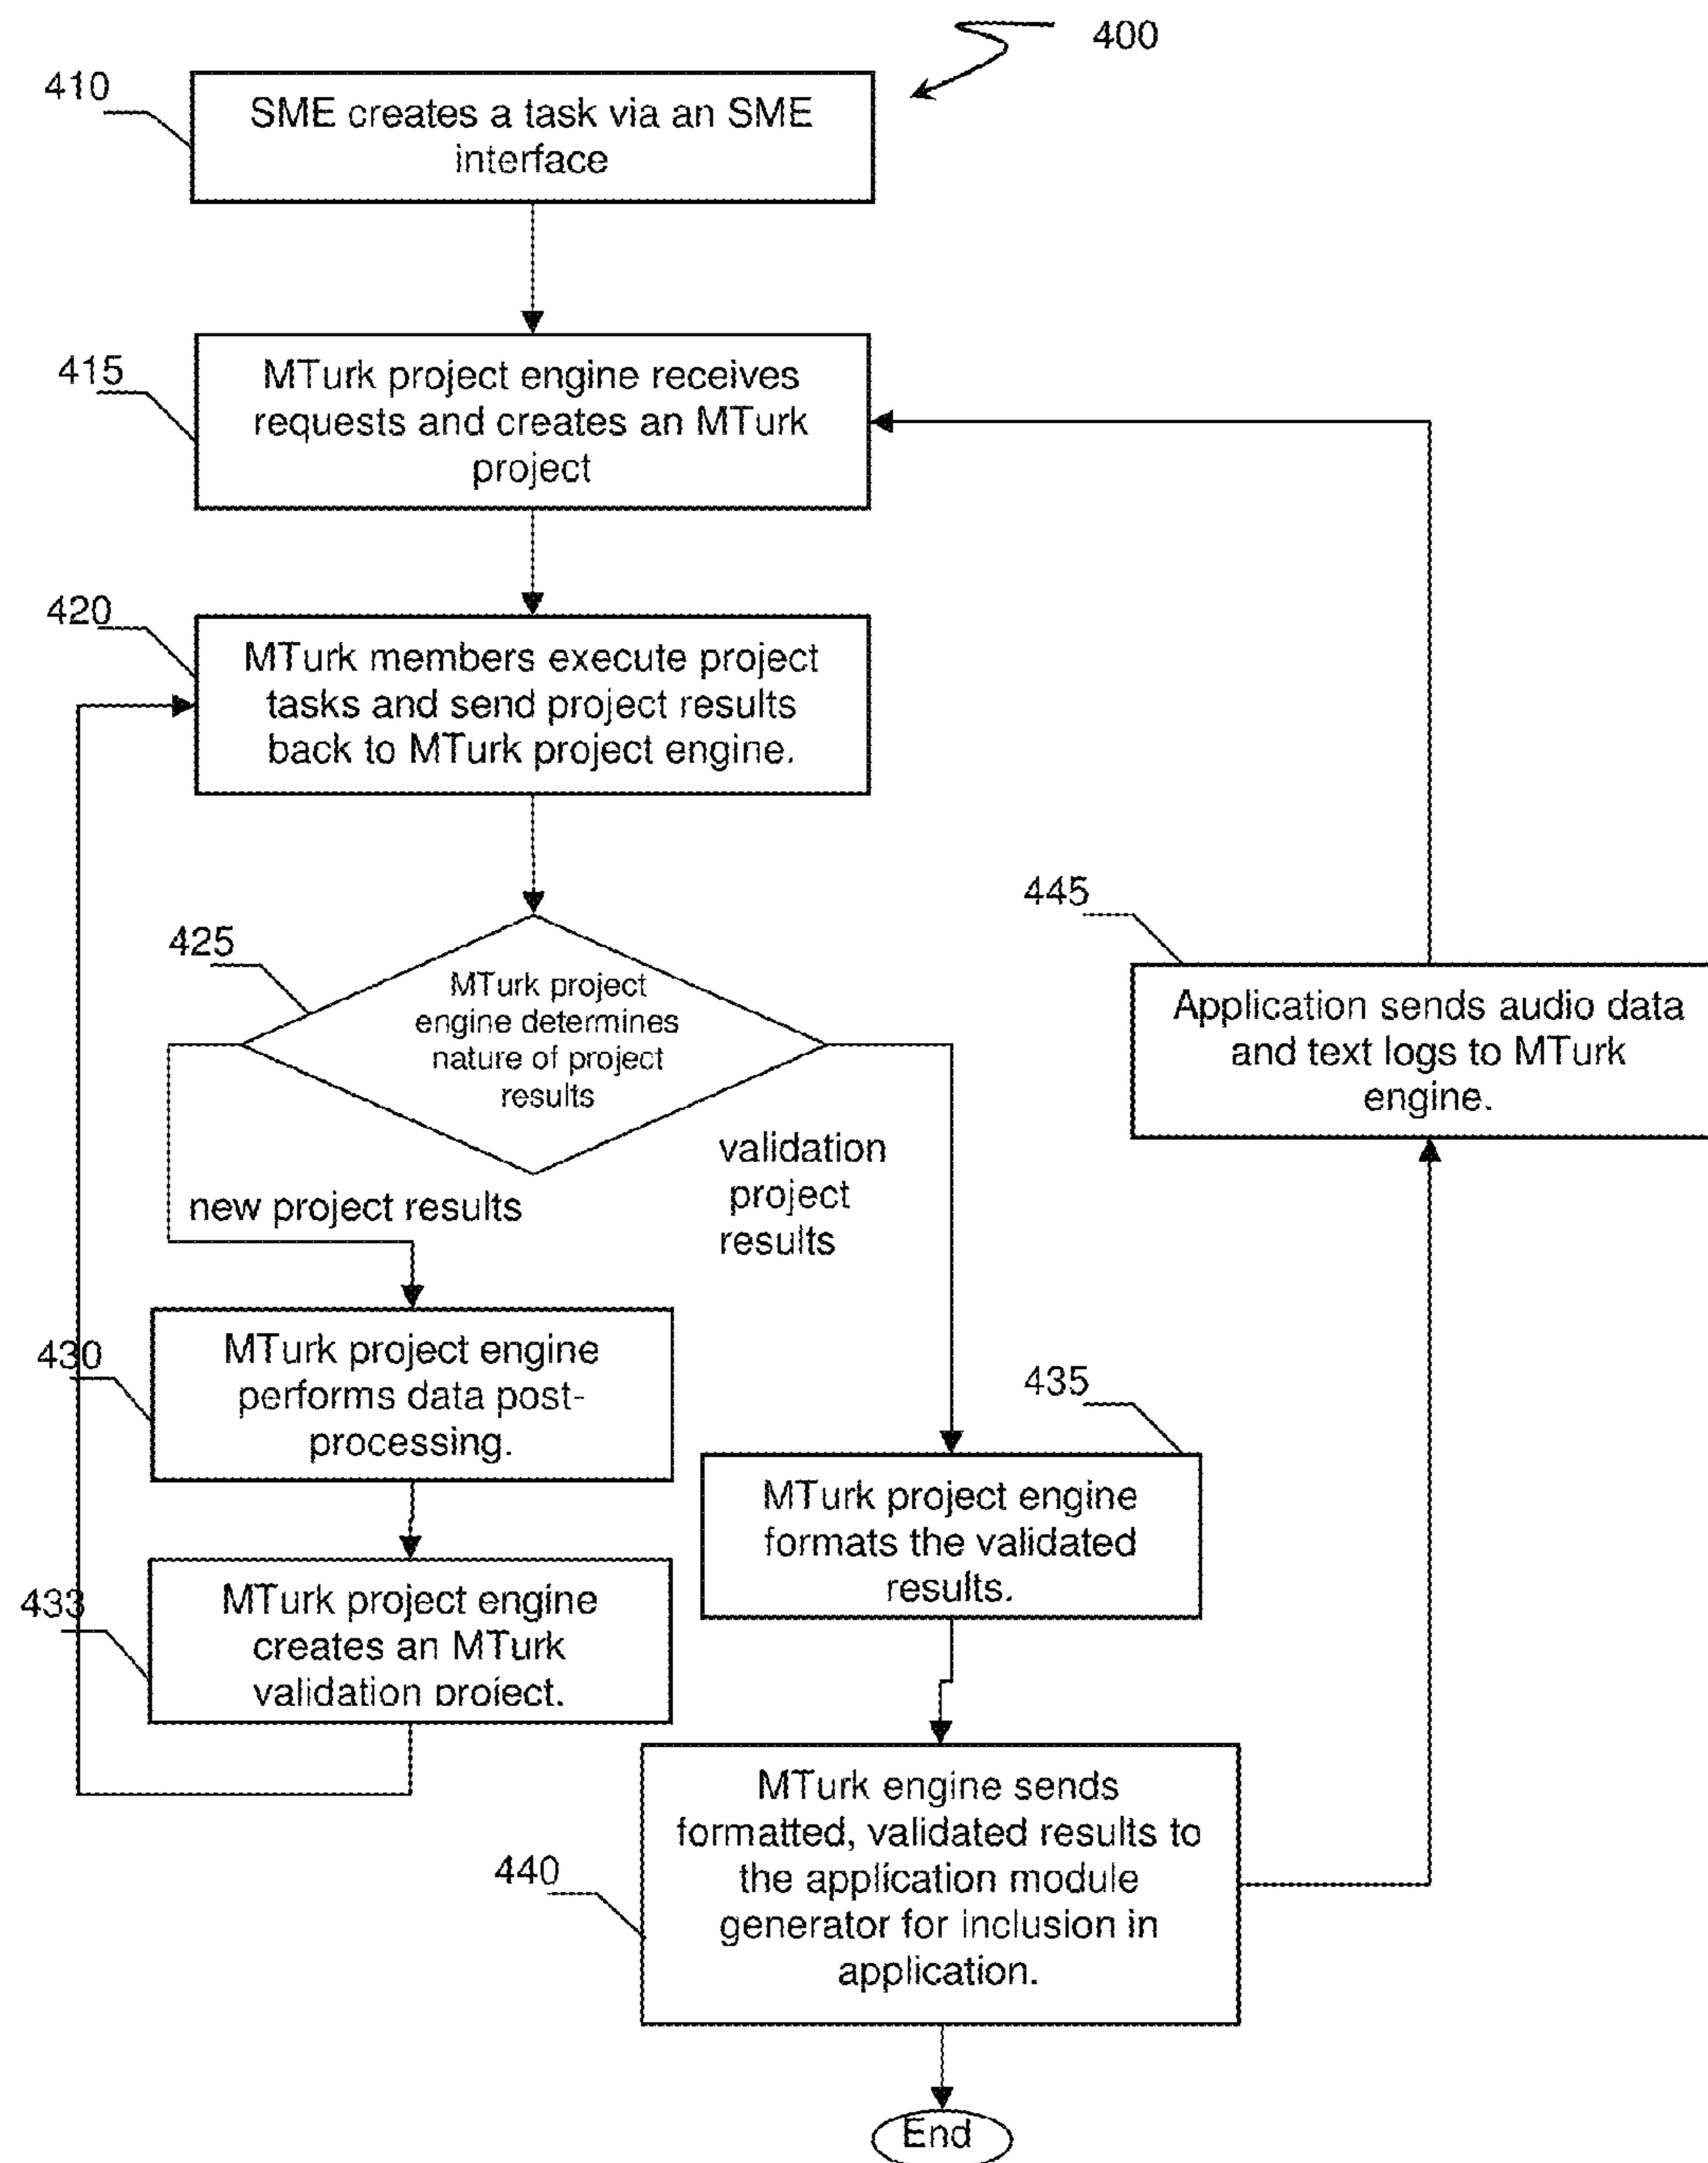 400
410
SME creates a task via an SME
interface
415
MTurk project engine receives
requests and creates an MTurk
project
420
MTurk members execute project
tasks and send project results
back to MTurk project engine.
425
MTurk project
engine determines
nature of project
results
445
Application sends audio data
and text logs to MTurk
engine.
new project results
validation
project
results
430
MTurk project engine
performs data post-
processing.
435
MTurk project engine
formats the validated
results.
433
MTurk project engine
creates an MTurk
validation project.
440
MTurk engine sends
formatted, validated results to
the application module
generator for inclusion in
application.
End